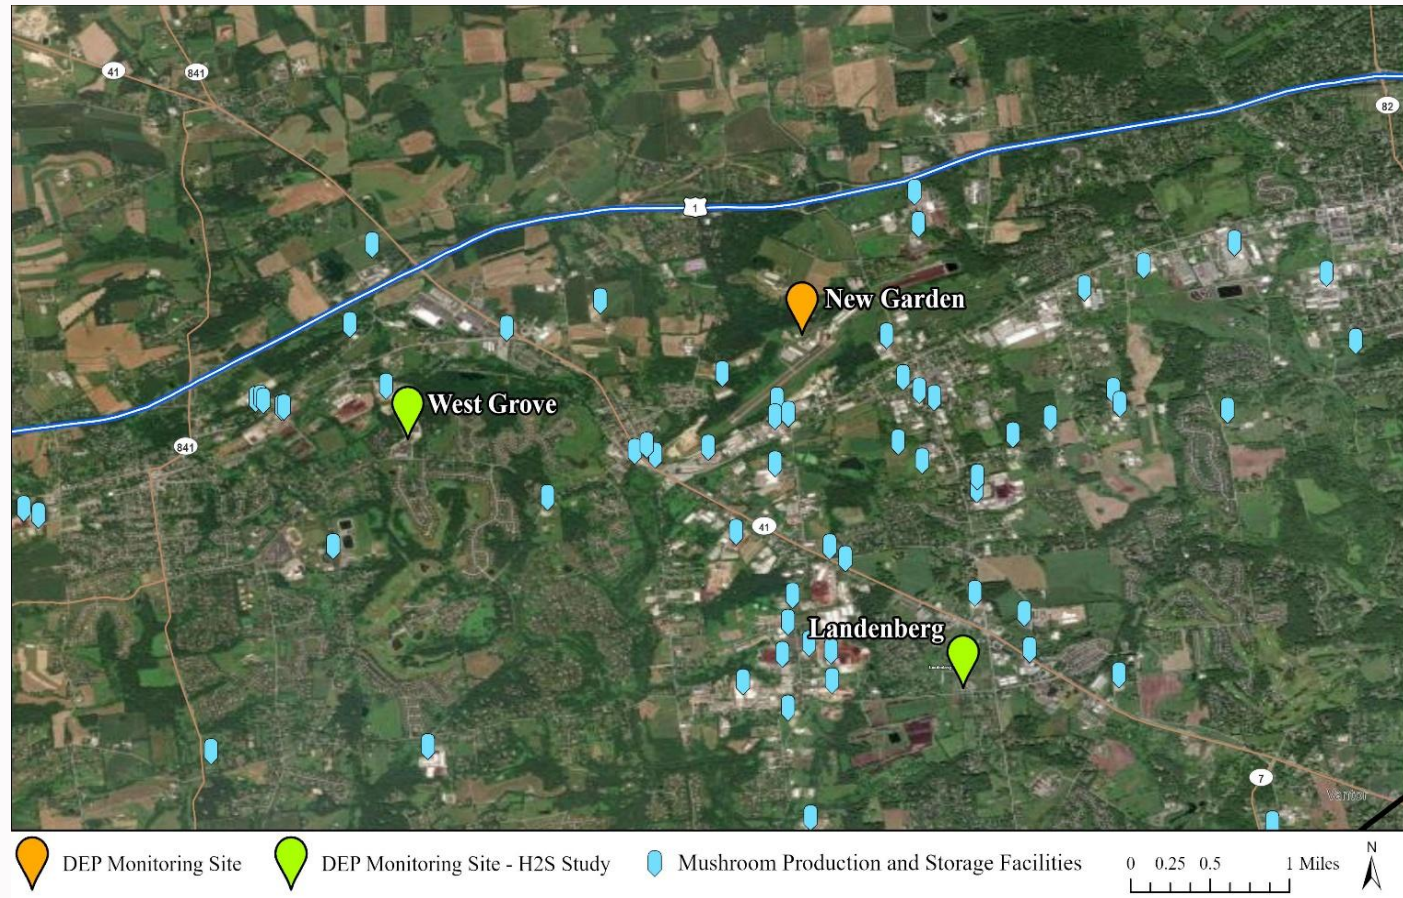 41
841
82
1
New Garden
West Grove
841
41
Landenberg
7
Vantor
DEP Monitoring Site
DEP Monitoring Site - H2S Study
Mushroom Production and Storage Facilities
0 0.25 0.5 1 Miles
N